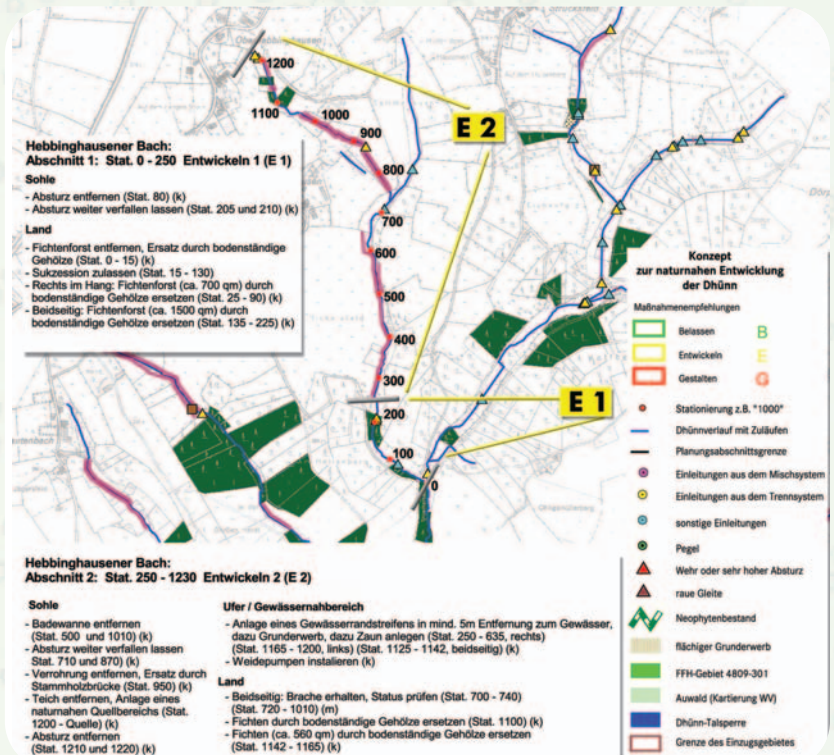 1200
1100
1000
900
800
700
600
500
400
300
200
100
0
E 2
E 1
Hebbinghausener Bach:
Abschnitt 1: Stat. 0 - 250 Entwickeln 1 (E 1)
Sohle
- Absturz entfernen (Stat. 80) (k)
- Absturz weiter verfallen lassen (Stat. 205 und 210) (k)
Land
- Fichtenforst entfernen, Ersatz durch bodenständige
Gehölze (Stat. 0 - 15) (k)
- Sukzession zulassen (Stat. 15 - 130)
- Rechts im Hang: Fichtenforst (ca. 700 qm) durch
bodenständige Gehölze ersetzen (Stat. 25 - 90) (k)
- Beidseitig: Fichtenforst (ca. 1500 qm) durch
bodenständige Gehölze ersetzen (Stat. 135 - 225) (k)
Konzept
zur naturnahen Entwicklung
der Dhünn
Maßnahmenempfehlungen
Belassen B
Entwickeln E
Gestalten G
Stationierung z.B. "1000"
Dhünnverlauf mit Zuläufen
Planungsabschnittsgrenze
Einleitungen aus dem Mischsystem
Einleitungen aus dem Trennsystem
sonstige Einleitungen
Pegel
Wehr oder sehr hoher Absturz
raue Gleite
Neophytenbestand
flächiger Grunderwerb
FFH-Gebiet 4809-301
Auwald (Kartierung WV)
Dhünn-Talsperre
Grenze des Einzugsgebietes
Hebbinghausener Bach:
Abschnitt 2: Stat. 250 - 1230 Entwickeln 2 (E 2)
Sohle
- Badewanne entfernen
(Stat. 500 und 1010) (k)
- Absturz weiter verfallen lassen
Stat. 710 und 870) (k)
- Verrohrung entfernen, Ersatz durch
Stammholzbrücke (Stat. 950) (k)
- Teich entfernen, Anlage eines
naturnahen Quellbereichs (Stat.
1200 - Quelle) (k)
- Absturz entfernen
(Stat. 1210 und 1220) (k)
Ufer / Gewässernahbereich
- Anlage eines Gewässerrandstreifens in mind. 5m Entfernung zum Gewässer,
dazu Grunderwerb, dazu Zaun anlegen (Stat. 250 - 635, rechts)
(Stat. 1165 - 1200, links) (Stat. 1125 - 1142, beidseitig) (k)
- Weidepumpen instalieren (k)
Land
- Beidseitig: Brache erhalten, Status prüfen (Stat. 700 - 740)
(Stat. 720 - 1010) (m)
- Fichten durch bodenständige Gehölze ersetzen (Stat. 1100) (k)
- Fichten (ca. 560 qm) durch bodenständige Gehölze ersetzen
(Stat. 1142 - 1165) (k)